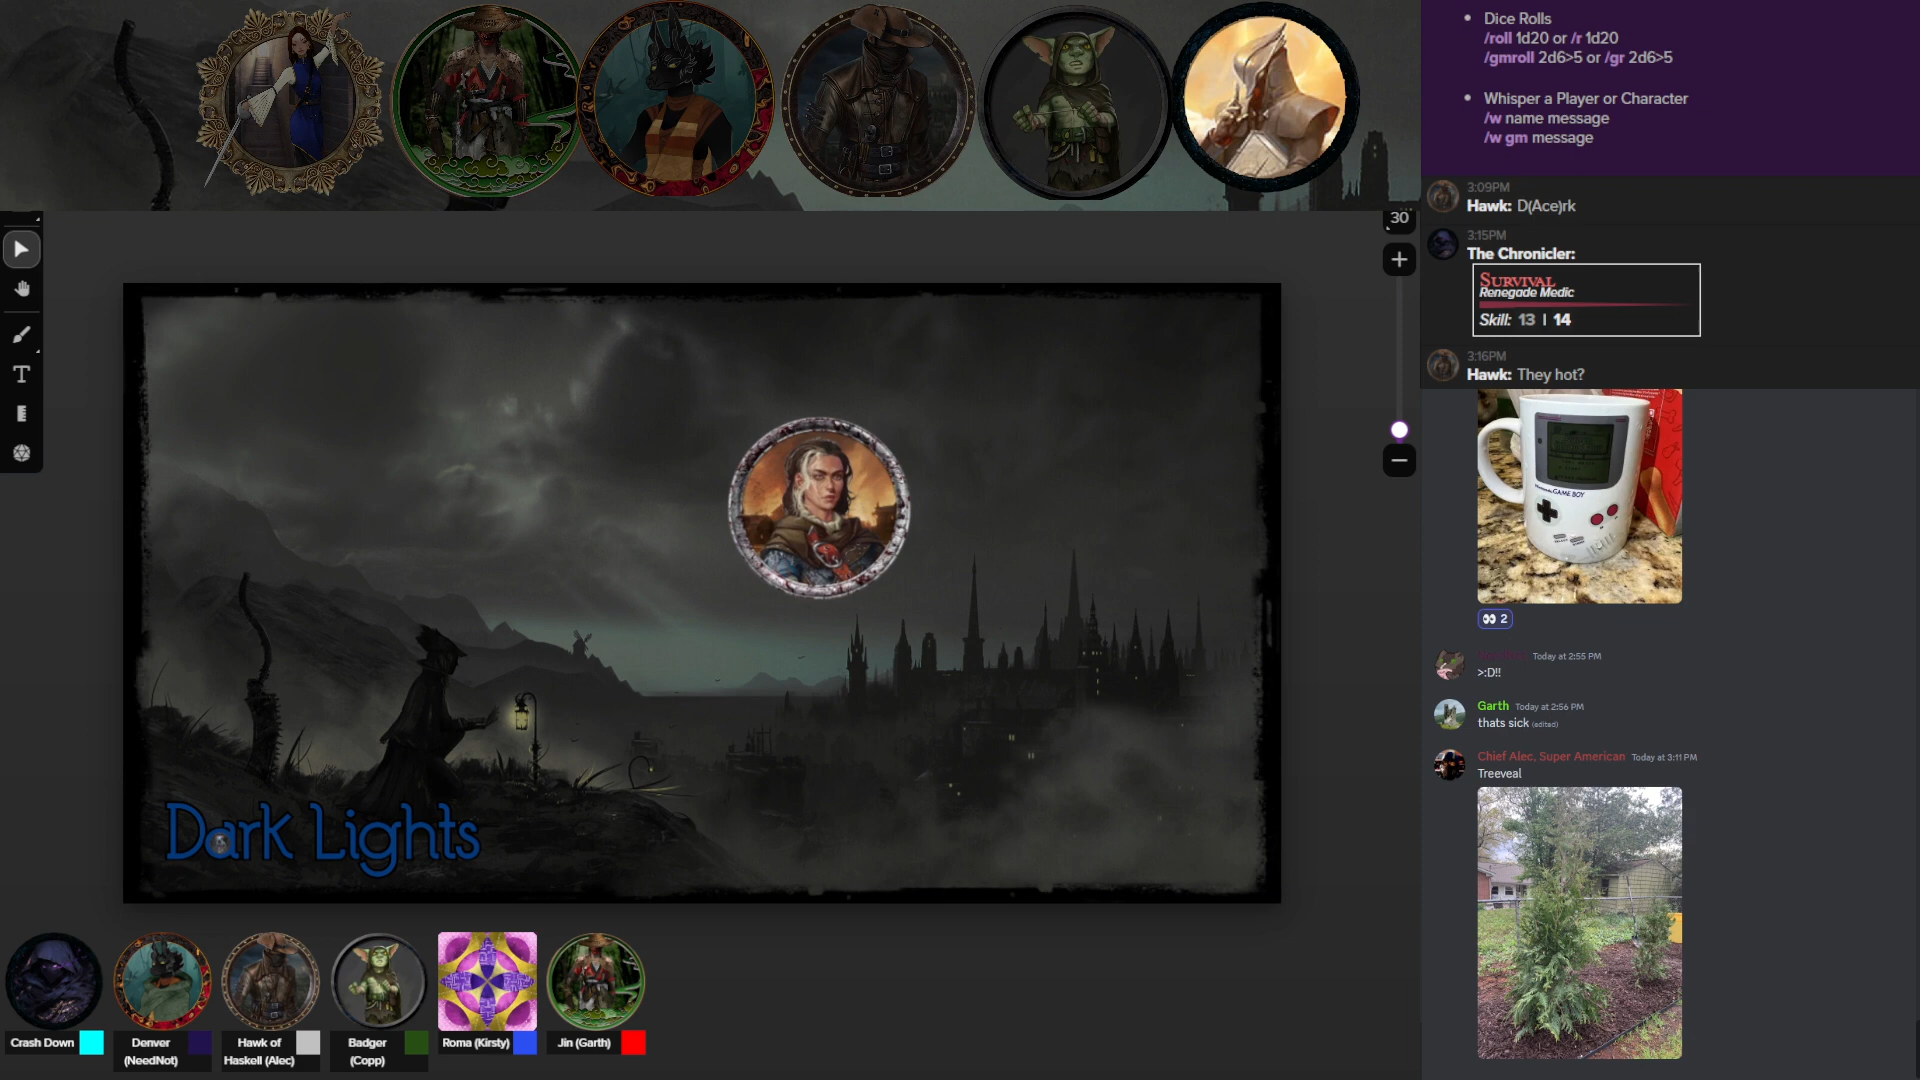 Dice Rolls
/roll 1d20 or /r 1d20
/gmroll 2d6>5 or /gr 2d6>5
Whisper a Player or Character
/w name message
/w gm message
30
3:09PM
Hawk: D(Ace)rk
3:15PM
The Chronicler:
Survival
Renegade Medic
Skill: 13 | 14
3:16PM
Hawk: They hot?
Nintendo GAME BOY
2
Today at 2:55 PM
>:D!!
Garth Today at 2:56 PM
thats sick (edited)
Chief Alec, Super American Today at 3:11 PM
Treeveal
Dark Lights
Crash Down
Denver
(NeedNot)
Hawk of
Haskell (Alec)
Badger
(Copp)
Roma (Kirsty)
Jin (Garth)